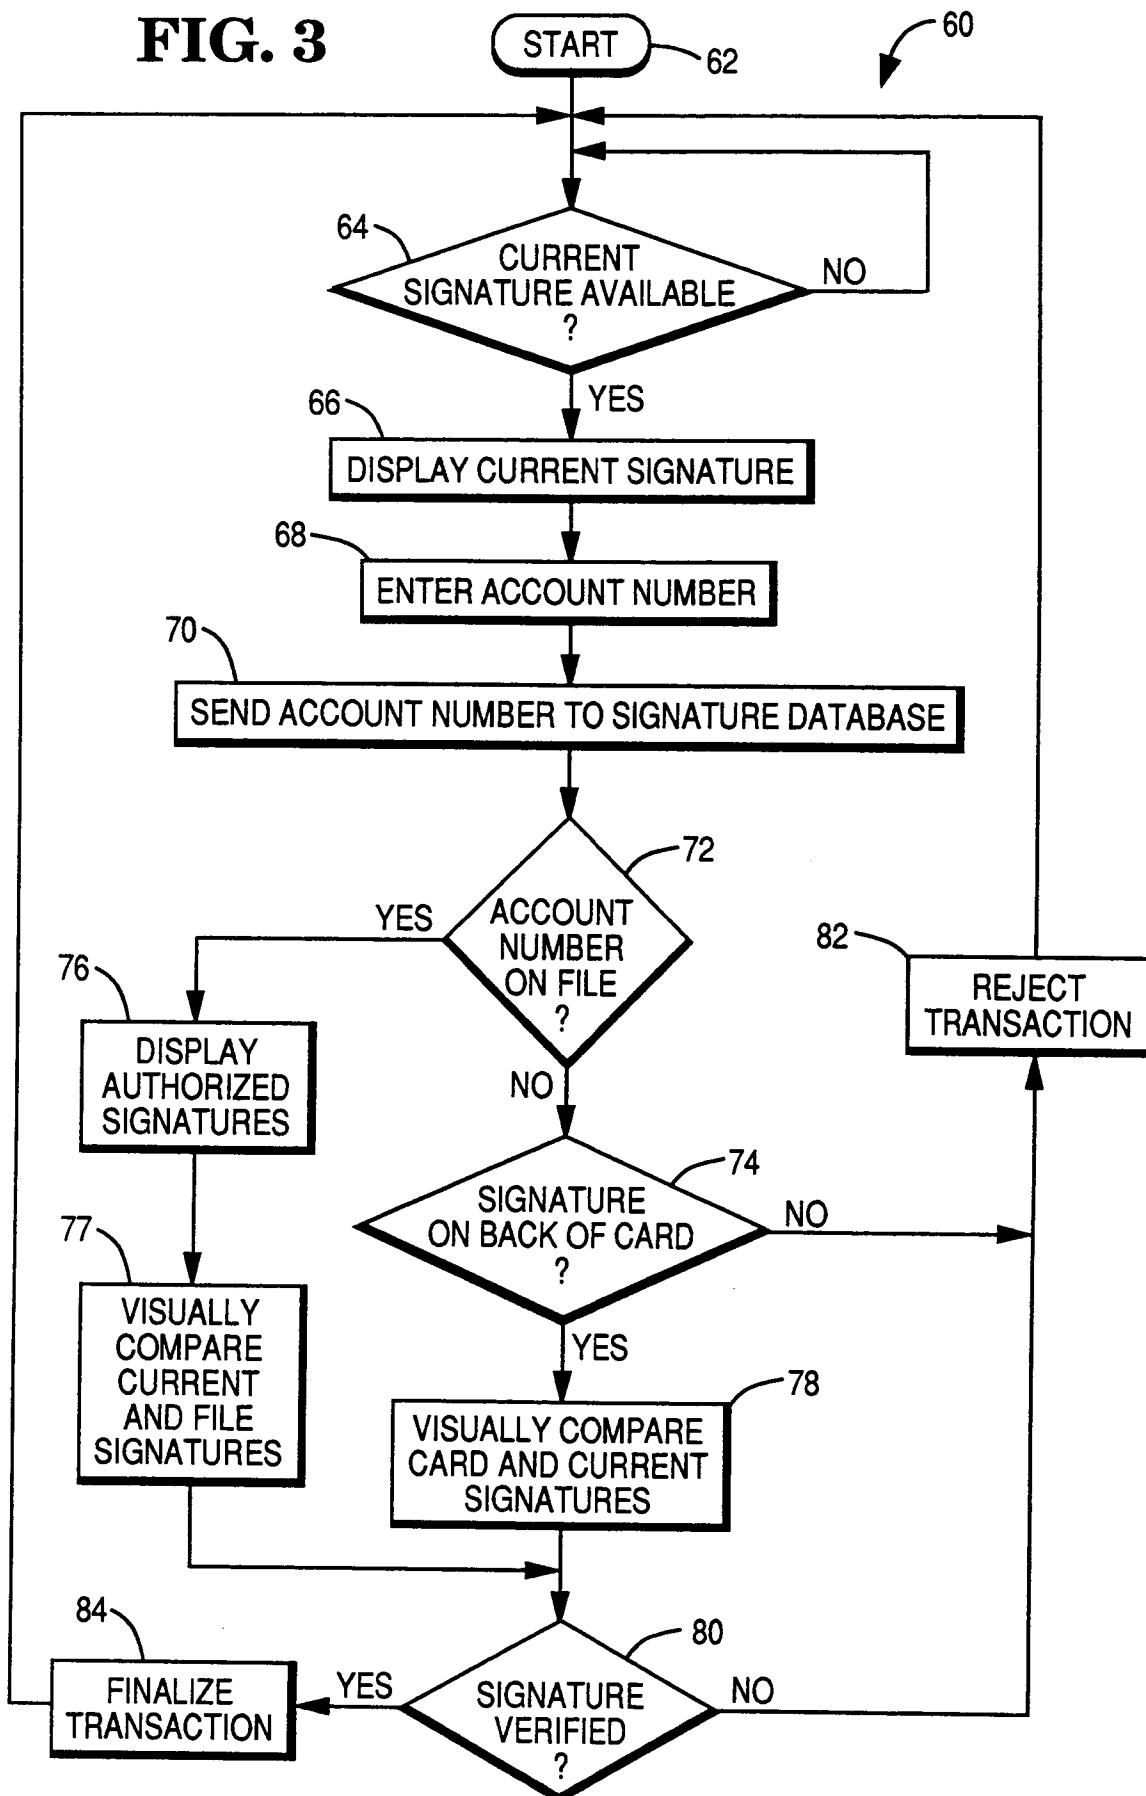 FIG. 3
START
62
60
64
CURRENT
SIGNATURE AVAILABLE
?
NO
YES
66
DISPLAY CURRENT SIGNATURE
68
ENTER ACCOUNT NUMBER
70
SEND ACCOUNT NUMBER TO SIGNATURE DATABASE
72
YES
ACCOUNT
NUMBER
ON FILE
?
NO
82
REJECT
TRANSACTION
76
DISPLAY
AUTHORIZED
SIGNATURES
74
SIGNATURE
ON BACK OF CARD
?
NO
YES
77
VISUALLY
COMPARE
CURRENT
AND FILE
SIGNATURES
78
VISUALLY COMPARE
CARD AND CURRENT
SIGNATURES
84
FINALIZE
TRANSACTION
YES
80
SIGNATURE
VERIFIED
?
NO